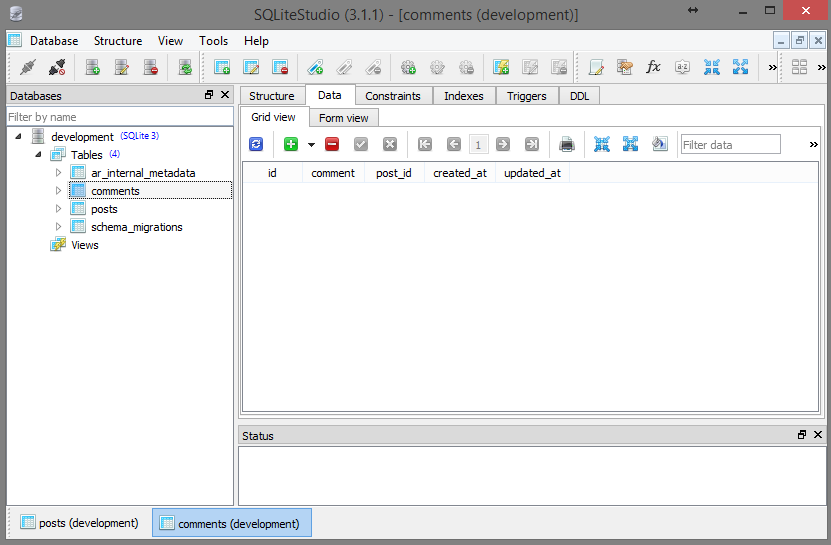 SQLiteStudio (3.1.1) - [comments (development)]
Database Structure View Tools Help
Databases
Filter by name
development (SQLite 3)
Tables (4)
ar_internal_metadata
comments
posts
schema_migrations
Views
Structure Data Constraints Indexes Triggers DDL
Grid view Form view
1 Filter data
id comment post_id created_at updated_at
Status
posts (development) comments (development)